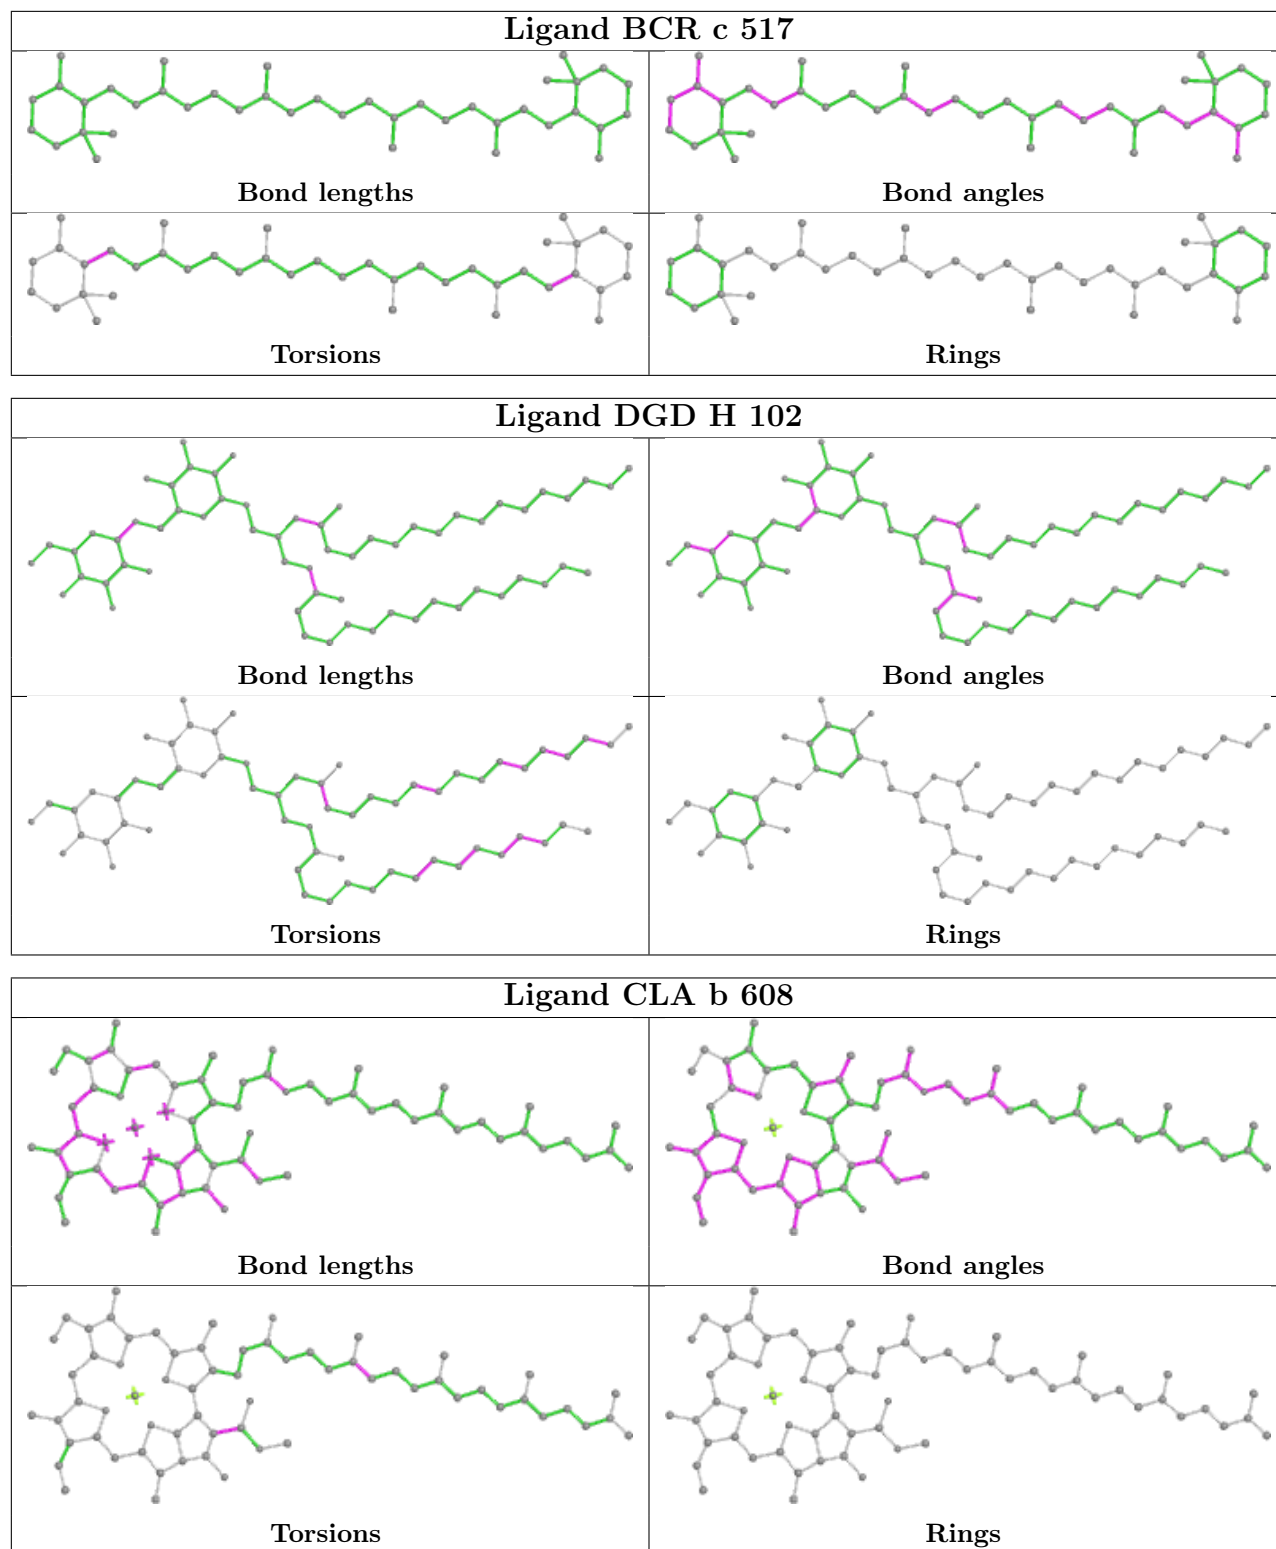 Ligand BCR c 517
Bond lengths
Bond angles
Torsions
Rings
Ligand DGD H 102
Bond lengths
Bond angles
Torsions
Rings
Ligand CLA b 608
Bond lengths
Bond angles
Torsions
Rings